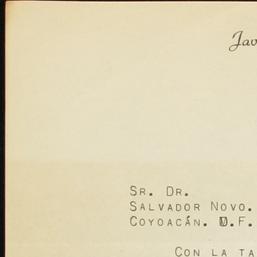 Jav
Sr. Dr.
Salvador Novo.
Coyoacán. D.F.
Con la ta